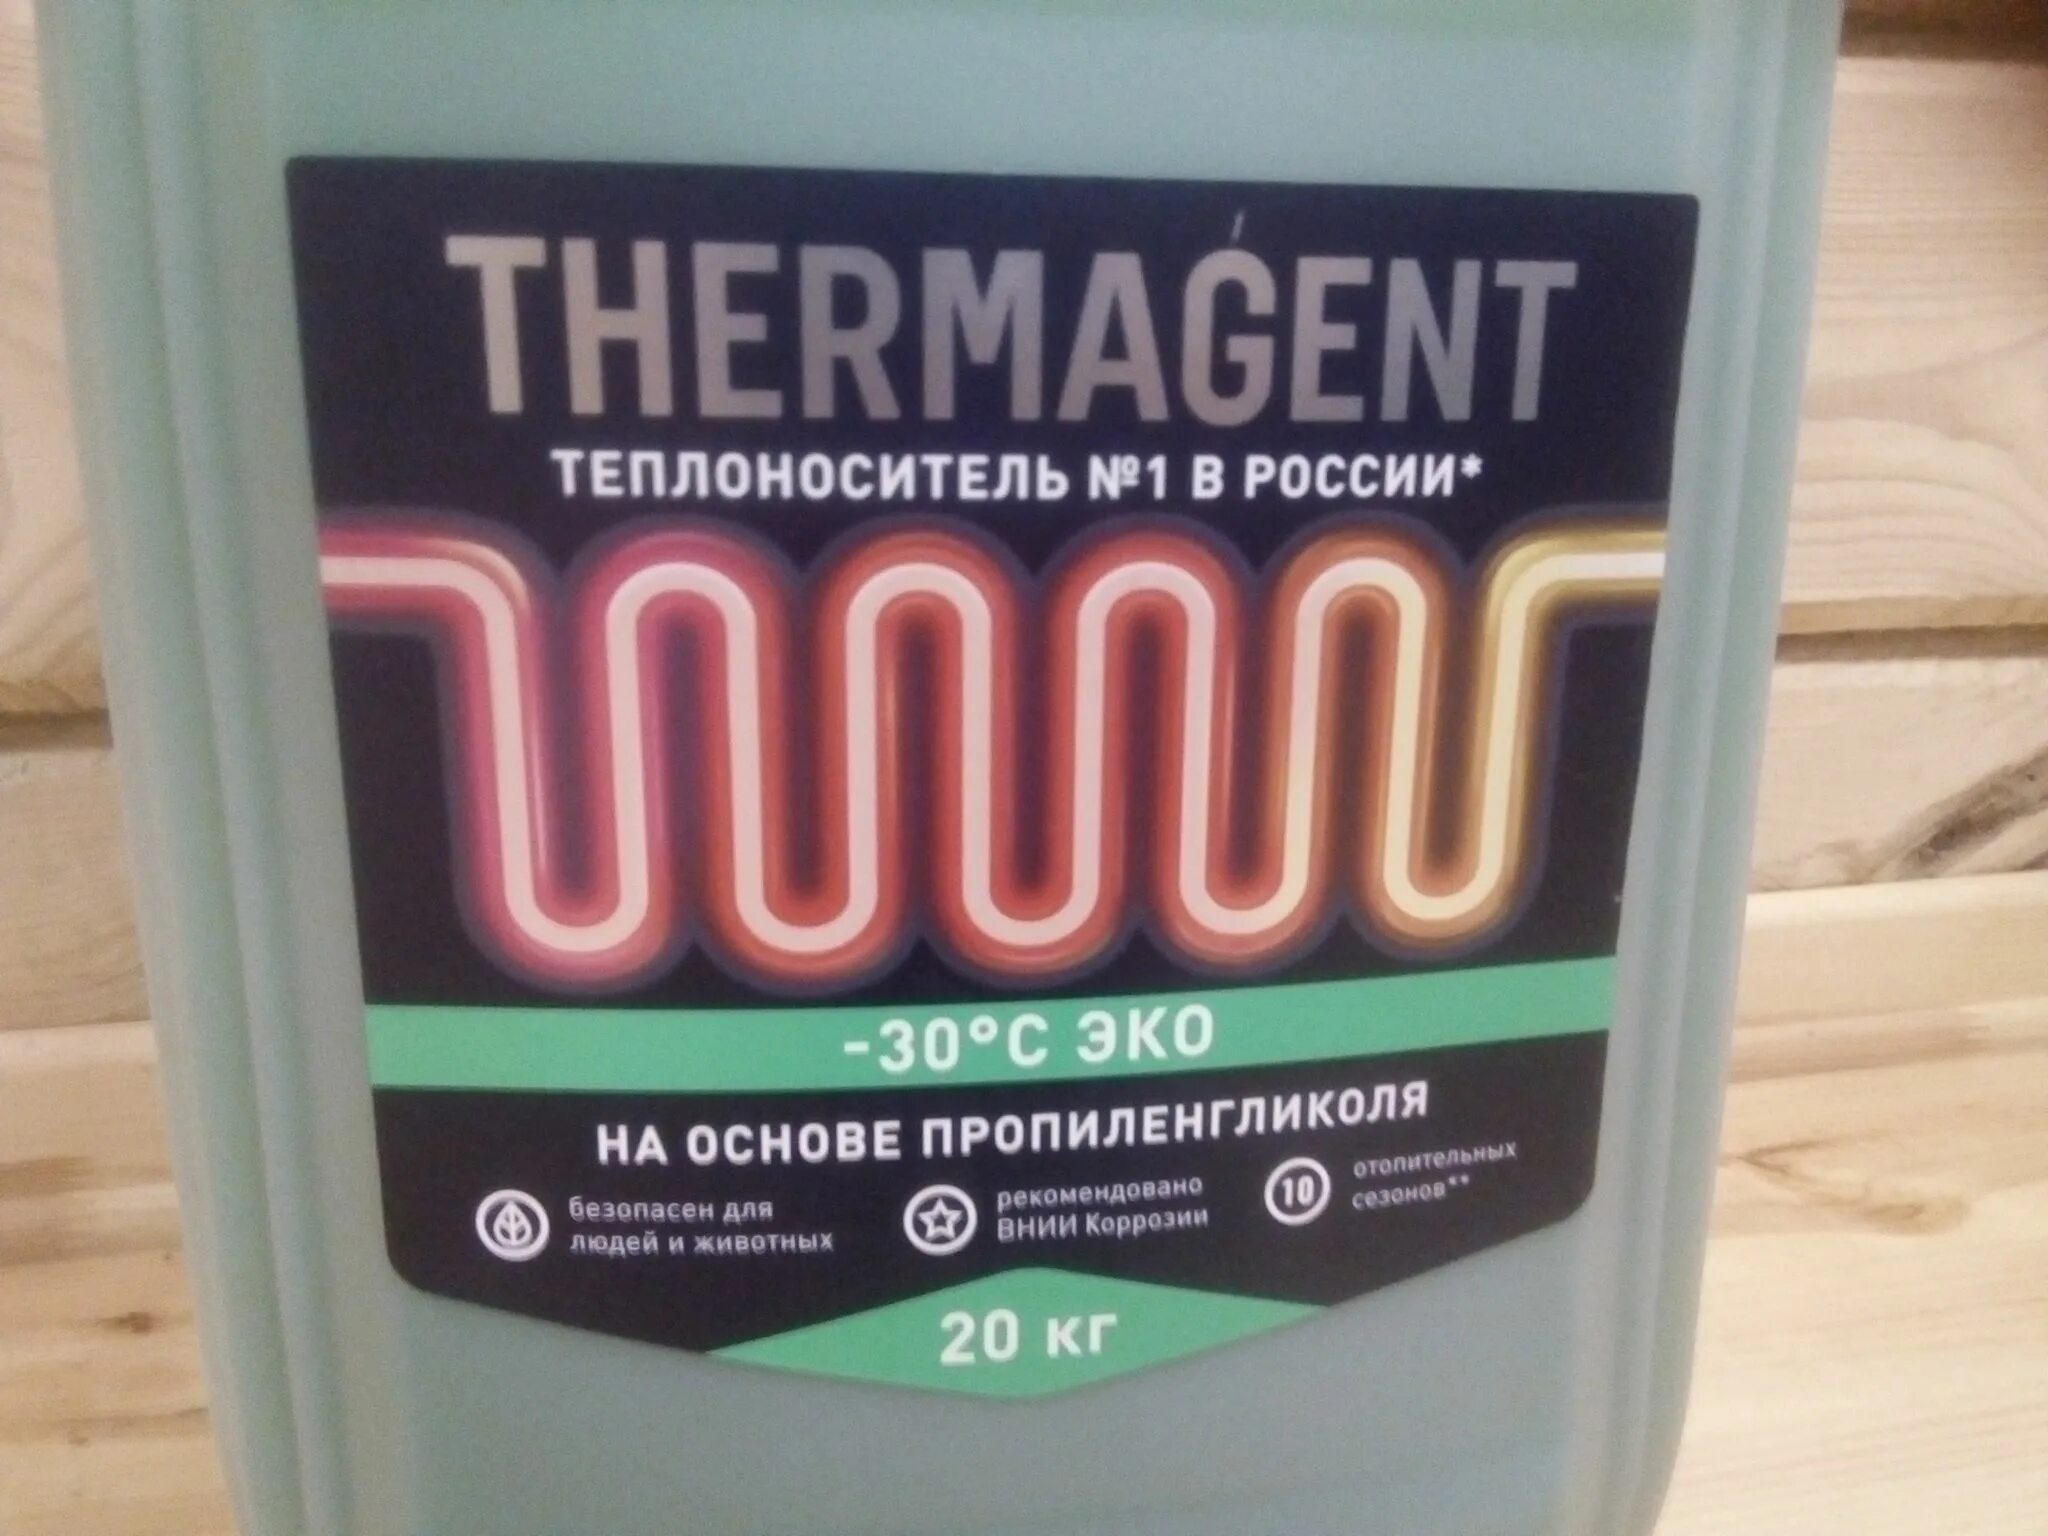 THERMAGENT
ТЕПЛОНОСИТЕЛЬ №1 В РОССИИ*
-30°С ЭКО
НА ОСНОВЕ ПРОПИЛЕНГЛИКОЛЯ
безопасен для
людей и животных
рекомендовано
ВНИИ Коррозии
10
отопительных
сезонов**
20 кг